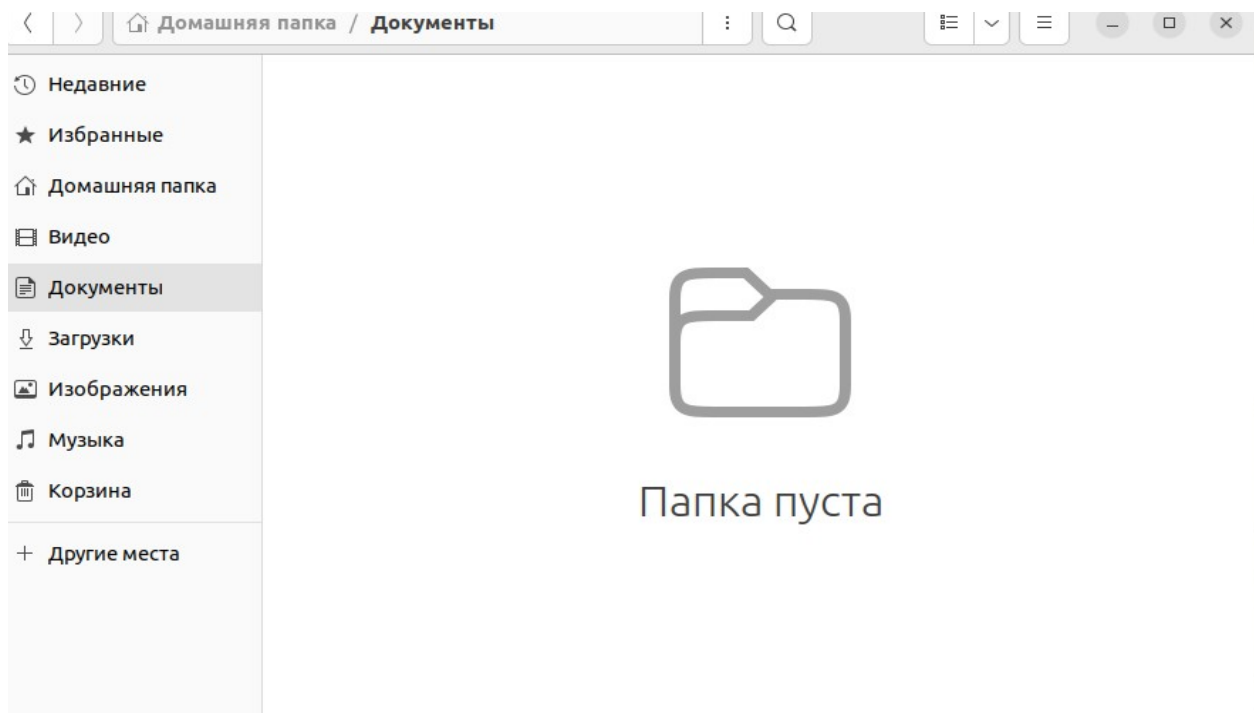 Домашняя папка / Документы
Недавние
Избранные
Домашняя папка
Видео
Документы
Загрузки
Изображения
Музыка
Корзина
+ Другие места
Папка пуста